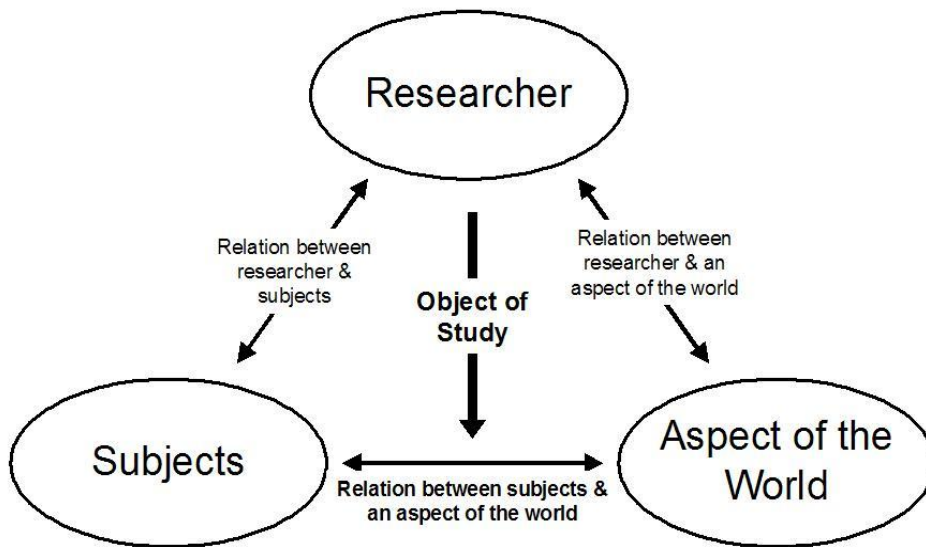 Researcher
Relation between
researcher &
subjects
Relation between
researcher & an
aspect of the world
Object of
Study
Subjects
Aspect of the
World
Relation between subjects &
an aspect of the world